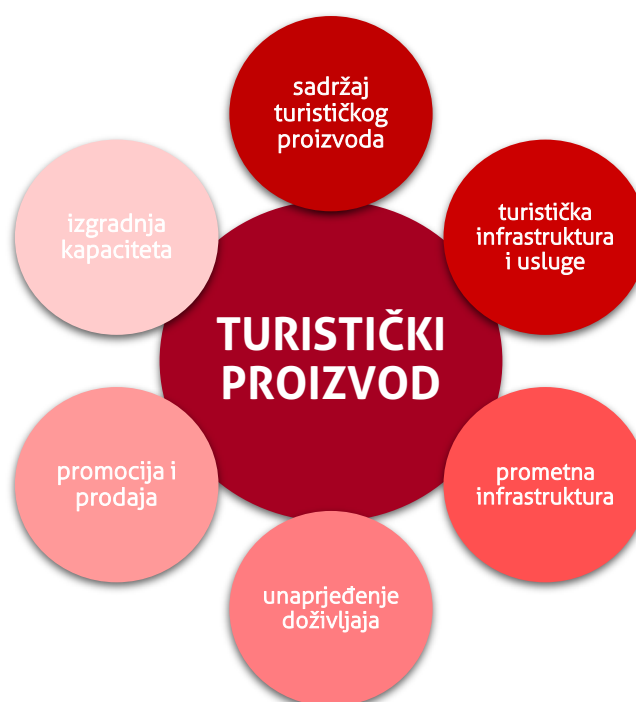 sadržaj
turističkog
proizvoda
turistička
infrastruktura
i usluge
prometna
infrastruktura
unaprjeđenje
doživljaja
promocija i
prodaja
izgradnja
kapaciteta
TURISTIČKI
PROIZVOD